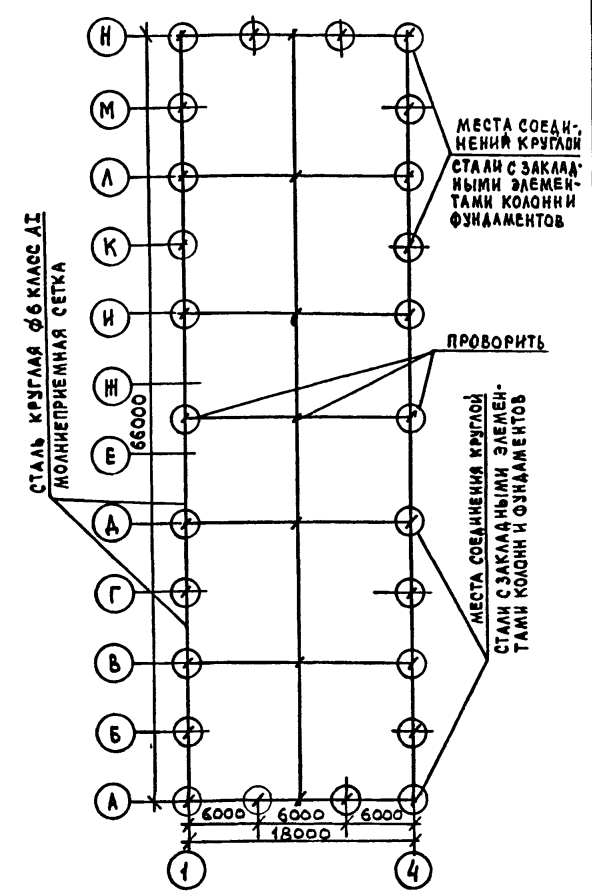 Н
М
Л
К
И
Ж
Е
Д
Г
В
Б
А
66000
СТАЛЬ КРУГЛАЯ Ф6 КЛАСС АI
МОЛНИЕПРИЕМНАЯ СЕТКА
МЕСТА СОЕДИ-
НЕНИЙ КРУГЛОЙ
СТАЛИ С ЗАКЛАД-
НЫМИ ЭЛЕМЕН-
ТАМИ КОЛОНН И
ФУНДАМЕНТОВ
ПРОВОРИТЬ
МЕСТА СОЕДИНЕНИЯ КРУГЛОЙ
СТАЛИ С ЗАКЛАДНЫМИ ЭЛЕМЕН-
ТАМИ КОЛОНН И ФУНДАМЕНТОВ
6000 6000 6000
18000
1 4